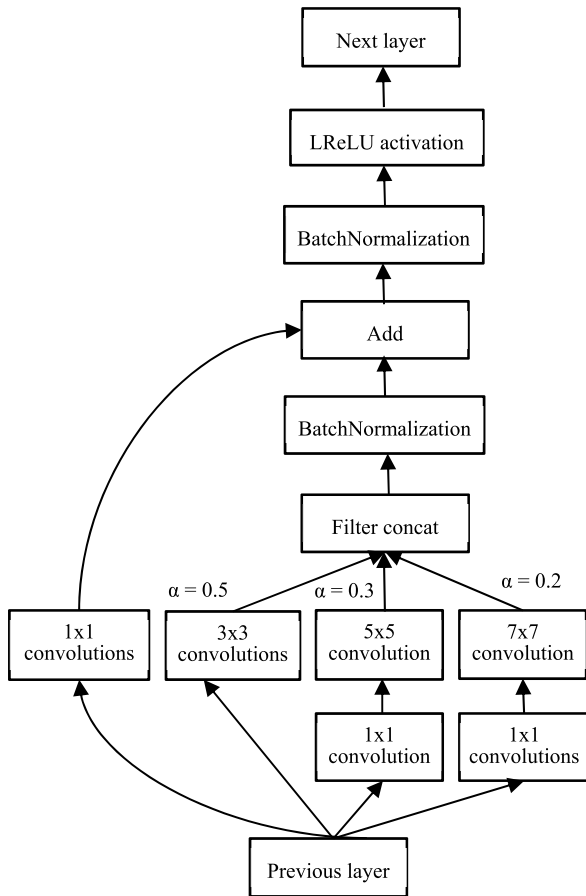 Next layer
LReLU activation
BatchNormalization
Add
BatchNormalization
Filter concat
α = 0.5
α = 0.3
α = 0.2
1x1
convolutions
3x3
convolutions
5x5
convolution
7x7
convolution
1x1
convolution
1x1
convolutions
Previous layer